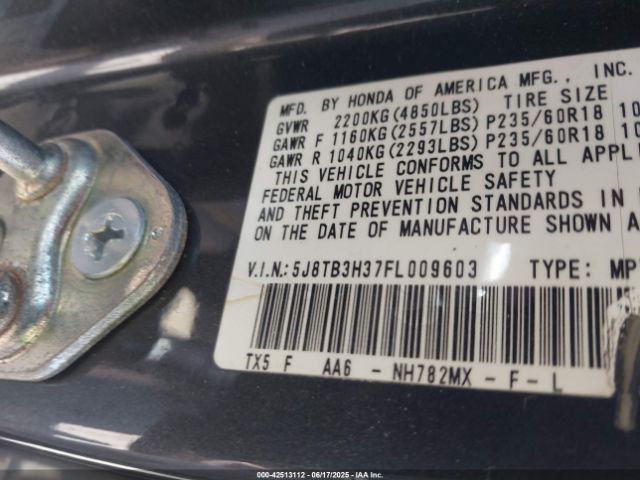 MFD. BY HONDA OF AMERICA MFG., INC.
GVWR 2200KG(4850LBS) TIRE SIZE
GAWR F 1160KG(2557LBS) P235/60R18 10
GAWR R 1040KG(2293LBS) P235/60R18
THIS VEHICLE CONFORMS TO ALL APPL
FEDERAL MOTOR VEHICLE SAFETY
AND THEFT PREVENTION STANDARDS IN
ON THE DATE OF MANUFACTURE SHOWN A
V.I.N.: 5J8TB3H37FL009603 TYPE: MP
TX5 F AA6 - NH782MX - F - L
000-42513112 | 06/17/2025 | IAA Inc.